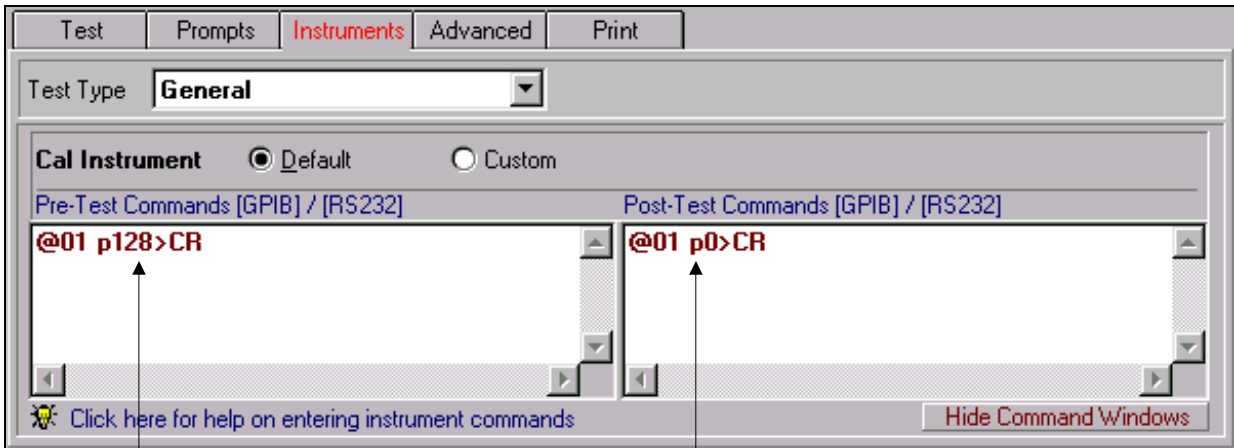 Test Prompts Instruments Advanced Print
Test Type General
Cal Instrument Default Custom
Pre-Test Commands [GPIB] / [RS232] Post-Test Commands [GPIB] / [RS232]
@01 p128>CR @01 p0>CR
Click here for help on entering instrument commands Hide Command Windows